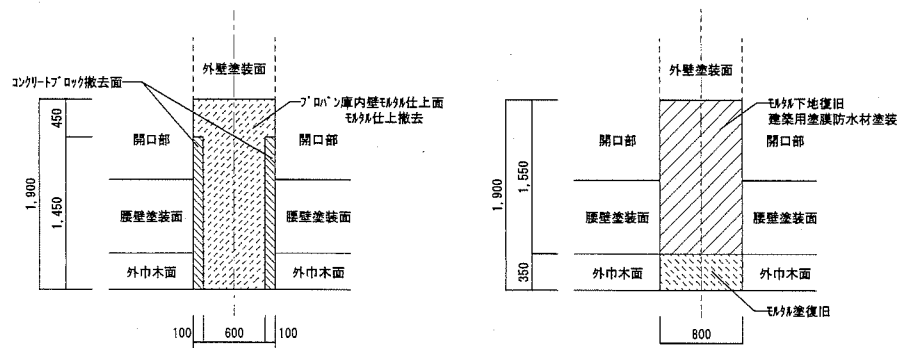 外壁塗装面
コンクリートブロック撤去面
プロパン庫内壁モルタル仕上面
モルタル仕上撤去
450
1,450
1,900
開口部
開口部
腰壁塗装面
腰壁塗装面
外巾木面
外巾木面
100
600
100
外壁塗装面
モルタル下地復旧
建築用塗膜防水材塗装
1,900
1,550
350
開口部
開口部
腰壁塗装面
腰壁塗装面
外巾木面
外巾木面
モルタル塗復旧
800